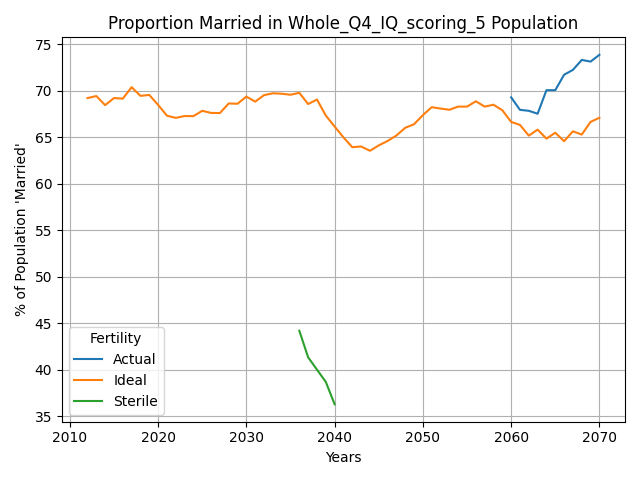 Proportion Married in Whole_Q4_IQ_scoring_5 Population
% of Population 'Married'
75
70
65
60
55
50
45
40
35
Fertility
Actual
Ideal
Sterile
2010 2020 2030 2040 2050 2060 2070
Years